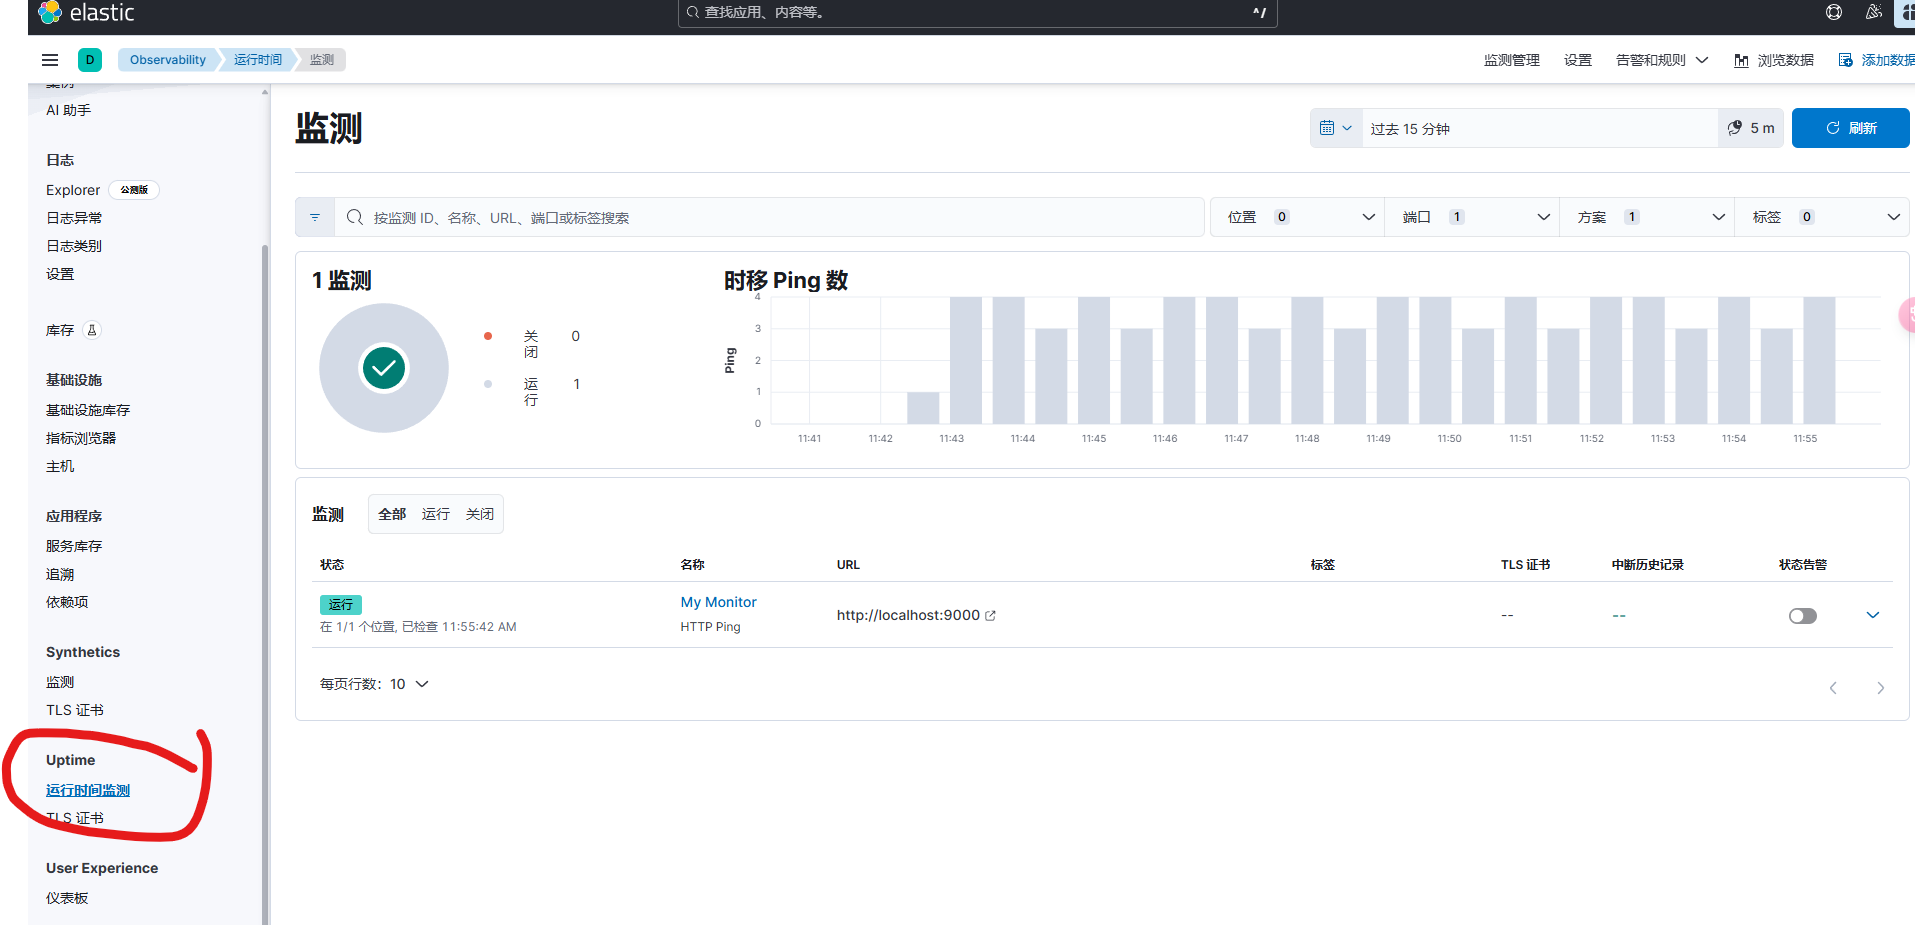 elastic
查找应用、内容等。
^/
D
Observability
运行时间
监测
监测管理
设置
告警和规则
浏览数据
添加数据
案例
AI 助手
日志
Explorer 公测版
日志异常
日志类别
设置
库存
基础设施
基础设施库存
指标浏览器
主机
应用程序
服务库存
追溯
依赖项
Synthetics
监测
TLS 证书
Uptime
运行时间监测
TLS 证书
User Experience
仪表板
监测
过去 15 分钟
5 m
刷新
按监测 ID、名称、URL、端口或标签搜索
位置 0
端口 1
方案 1
标签 0
1 监测
关闭 0
运行 1
时移 Ping 数
Ping
4
3
2
1
0
11:41 11:42 11:43 11:44 11:45 11:46 11:47 11:48 11:49 11:50 11:51 11:52 11:53 11:54 11:55
监测 全部 运行 关闭
状态 名称 URL 标签 TLS 证书 中断历史记录 状态告警
运行 My Monitor http://localhost:9000 -- --
在 1/1 个位置, 已检查 11:55:42 AM HTTP Ping
每页行数: 10